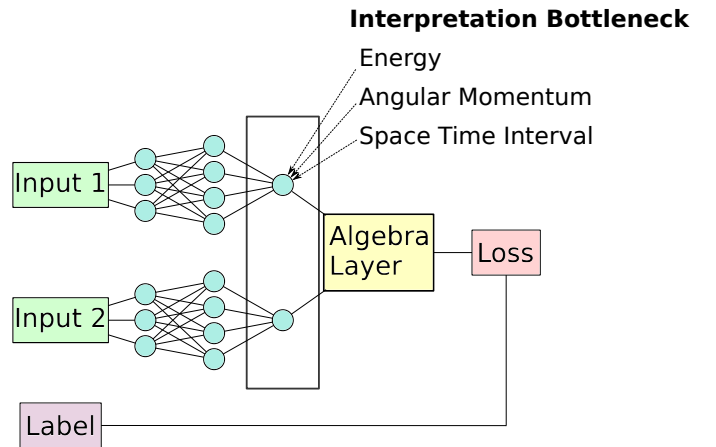 Interpretation Bottleneck
Energy
Angular Momentum
Space Time Interval
Input 1
Algebra
Layer
Loss
Input 2
Label